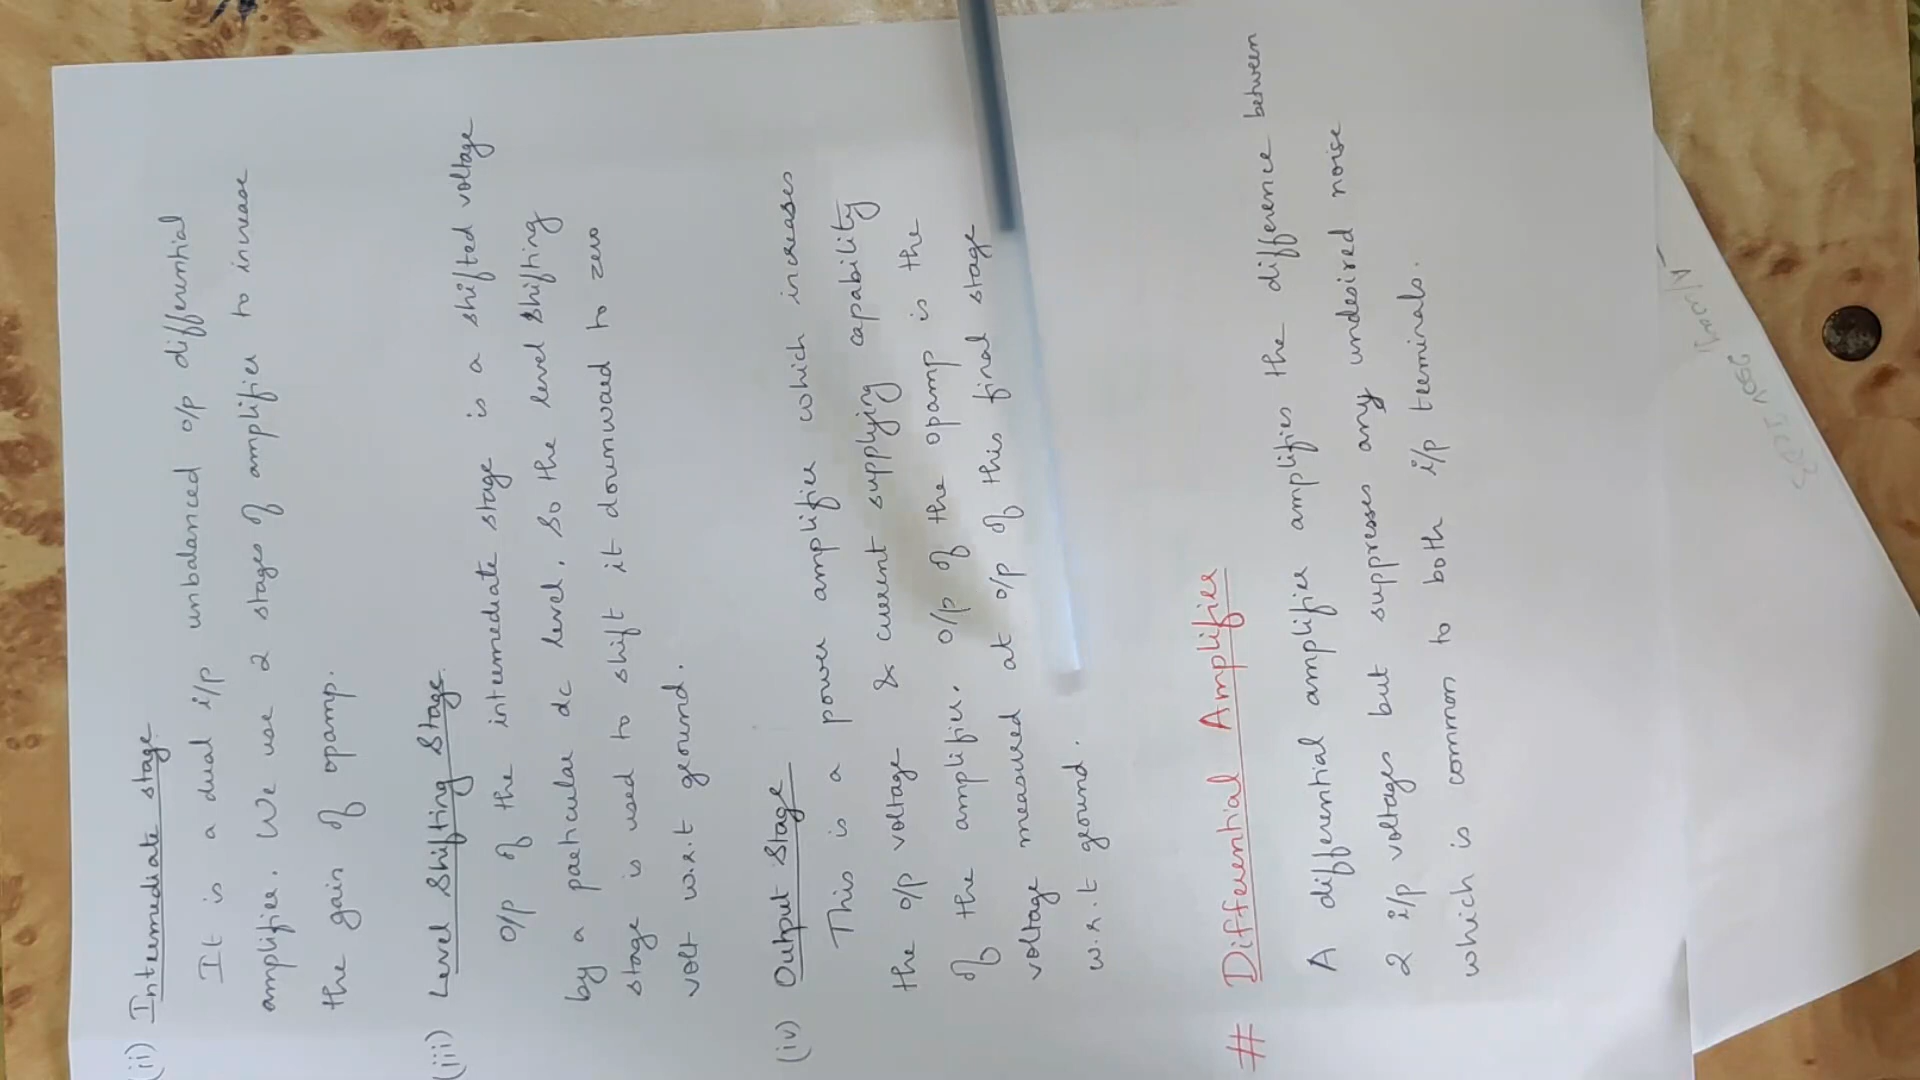 (ii) Intermediate stage
It is a dual i/p unbalanced o/p differential
amplifier. We use 2 stages of amplifier to increase
the gain of opamp.
(iii) Level Shifting Stage.
o/p of the intermediate stage is a shifted voltage
by a particular dc level. So the level shifting
stage is used to shift it downward to zero
volt w.r.t ground.
(iv) Output Stage
This is a power amplifier which increases
the o/p voltage & current supplying capability
of the amplifier. o/p of the opamp is the
voltage measured at o/p of this final stage
w.r.t ground.
# Differential Amplifier
A differential amplifier amplifies the difference between
2 i/p voltages but suppresses any undesired noise
which is common to both i/p terminals.